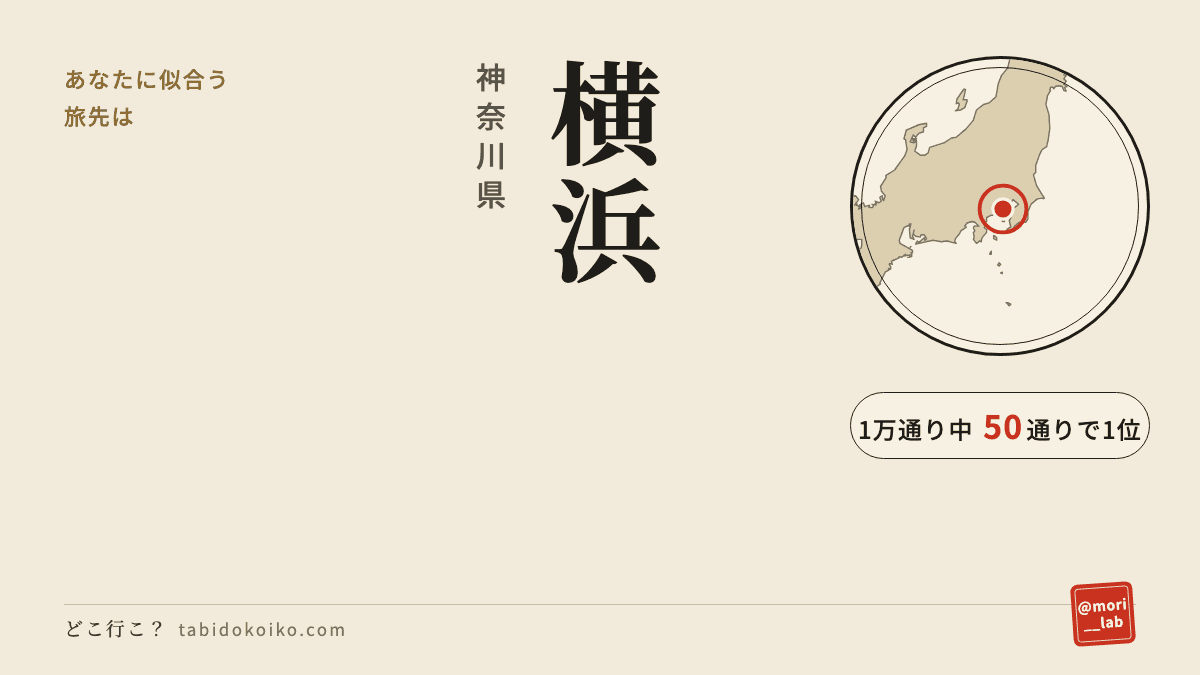 あなたに似合う
旅先は
横浜
神奈川県
1万通り中 50通りで1位
どこ行こ？ tabidokoiko.com
@mori
__lab